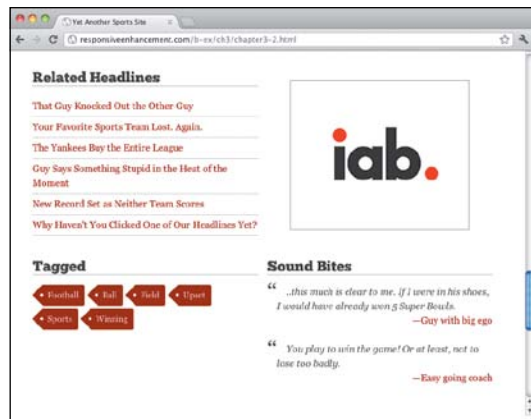 Yet Another Sports Site
responsiveenhancement.com/b-ex/ch3/chapter3-2.html
Related Headlines
That Guy Knocked Out the Other Guy
Your Favorite Sports Team Lost. Again.
The Yankees Buy the Entire League
Guy Says Something Stupid in the Heat of the
Moment
New Record Set as Neither Team Scores
Why Haven't You Clicked One of Our Headlines Yet?
iab.
Tagged
Football
Ball
Field
Upset
Sports
Winning
Sound Bites
“ ..this much is clear to me. if I were in his shoes,
I would have already won 5 Super Bowls.
—Guy with big ego
“ You play to win the game! Or at least, not to
lose too badly.
—Easy going coach